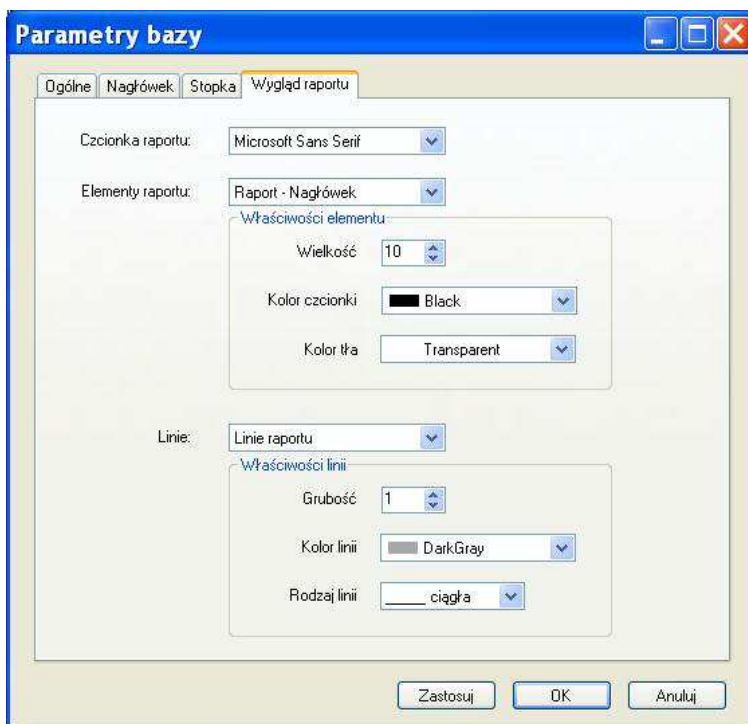 Parametry bazy
Ogólne Nagłówek Stopka Wygląd raportu
Czcionka raportu: Microsoft Sans Serif
Elementy raportu: Raport - Nagłówek
Właściwości elementu
Wielkość 10
Kolor czcionki Black
Kolor tła Transparent
Linie: Linie raportu
Właściwości linii
Grubość 1
Kolor linii DarkGray
Rodzaj linii ciągła
Zastosuj OK Anuluj